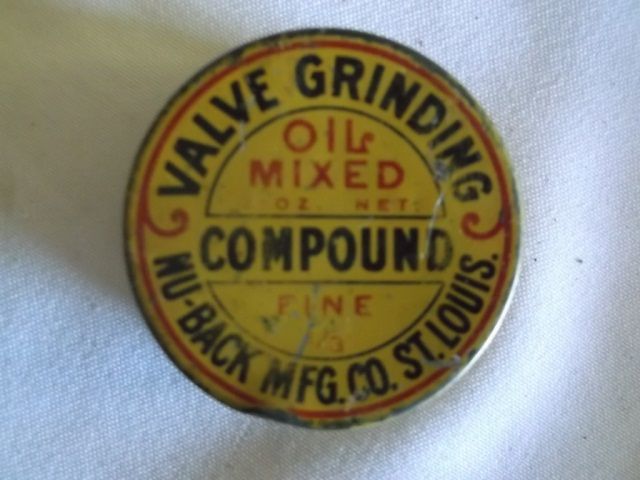 VALVE GRINDING
OIL
MIXED
OZ. NET
COMPOUND
FINE
NU-BACK MFG. CO. ST. LOUIS.